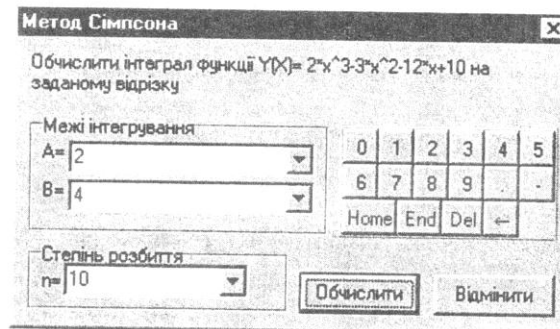 Метод Сімпсона
Обчислити інтеграл функції Y(X)= 2*x^3-3*x^2-12*x+10 на
заданому відрізку
Межі інтегрування
A= 2
B= 4
0 1 2 3 4 5
6 7 8 9 . -
Home End Del ←
Степінь розбиття
n= 10
Обчислити
Відмінити